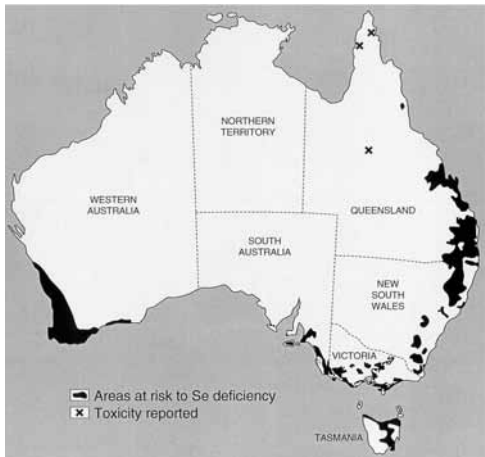 NORTHERN
TERRITORY
WESTERN
AUSTRALIA
QUEENSLAND
SOUTH
AUSTRALIA
NEW
SOUTH
WALES
VICTORIA
Areas at risk to Se deficiency
Toxicity reported
TASMANIA